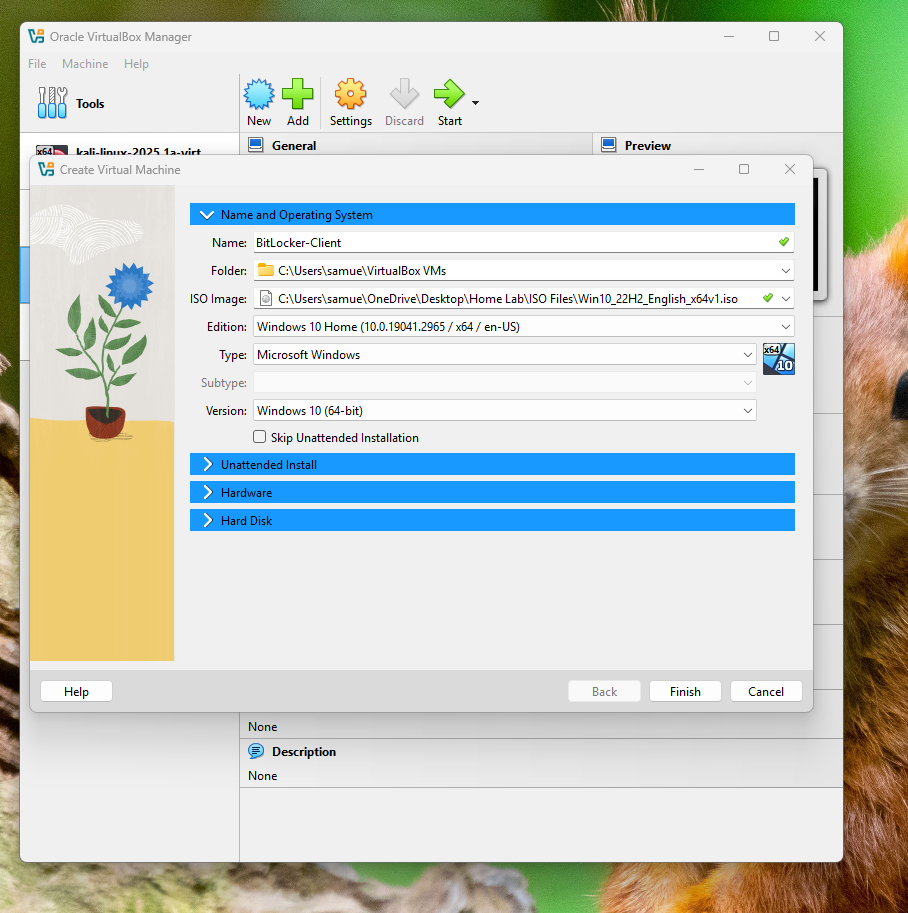 Oracle VirtualBox Manager
File Machine Help
Tools
New Add Settings Discard Start
x64 kali-linux-2025.1a-virt
General
Preview
Create Virtual Machine
Name and Operating System
Name: BitLocker-Client
Folder: C:\Users\samue\VirtualBox VMs
ISO Image: C:\Users\samue\OneDrive\Desktop\Home Lab\ISO Files\Win10_22H2_English_x64v1.iso
Edition: Windows 10 Home (10.0.19041.2965 / x64 / en-US)
Type: Microsoft Windows
x64
10
Subtype:
Version: Windows 10 (64-bit)
Skip Unattended Installation
Unattended Install
Hardware
Hard Disk
Help Back Finish Cancel
None
Description
None